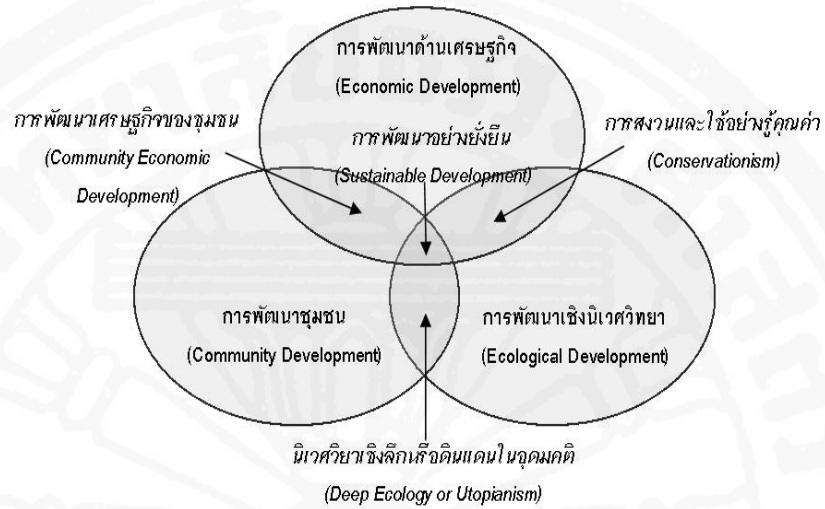 การพัฒนาด้านเศรษฐกิจ
(Economic Development)
การพัฒนาเศรษฐกิจของชุมชน
(Community Economic
Development)
การพัฒนาอย่างยั่งยืน
(Sustainable Development)
การสงวนและใช้อย่างรู้คุณค่า
(Conservationism)
การพัฒนาชุมชน
(Community Development)
การพัฒนาเชิงนิเวศวิทยา
(Ecological Development)
นิเวศวิยาเชิงลึกหรือดินแดนในอุดมคติ
(Deep Ecology or Utopianism)